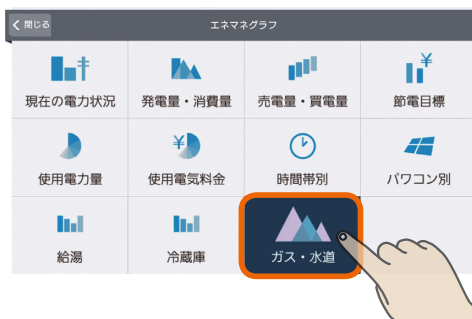 閉じる
エネマネグラフ
現在の電力状況
発電量・消費量
売電量・買電量
節電目標
使用電力量
使用電気料金
時間帯別
パワコン別
給湯
冷蔵庫
ガス・水道